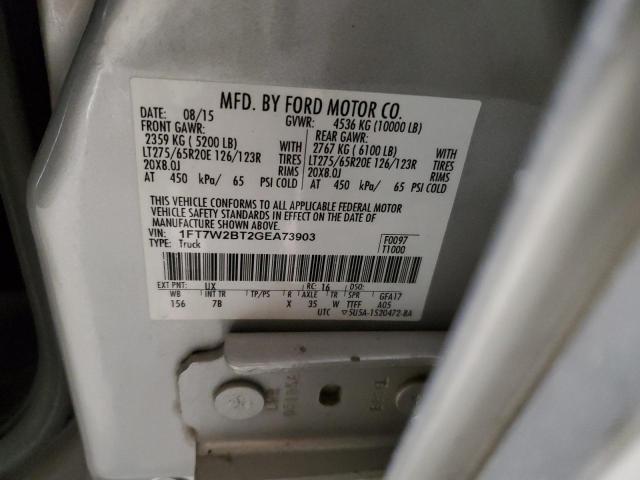 MFD. BY FORD MOTOR CO.
DATE: 08/15 GVWR: 4536 KG (10000 LB)
FRONT GAWR: REAR GAWR:
2359 KG ( 5200 LB) WITH 2767 KG ( 6100 LB) WITH
LT275/65R20E 126/123R TIRES LT275/65R20E 126/123R TIRES
20X8.0J RIMS 20X8.0J RIMS
AT 450 kPa/ 65 PSI COLD AT 450 kPa/ 65 PSI COLD
THIS VEHICLE CONFORMS TO ALL APPLICABLE FEDERAL MOTOR
VEHICLE SAFETY STANDARDS IN EFFECT ON THE DATE OF
MANUFACTURE SHOWN ABOVE.
1FT7W2BT2GEA73903 F0097
TYPE: Truck T1000
EXT PNT: UX RC: 16 DSO:
WB INT TR TP/PS R AXLE TR SPR GFA17
156 7B X 35 W TTFF A05
UTC ▽5U5A-1520472-BA